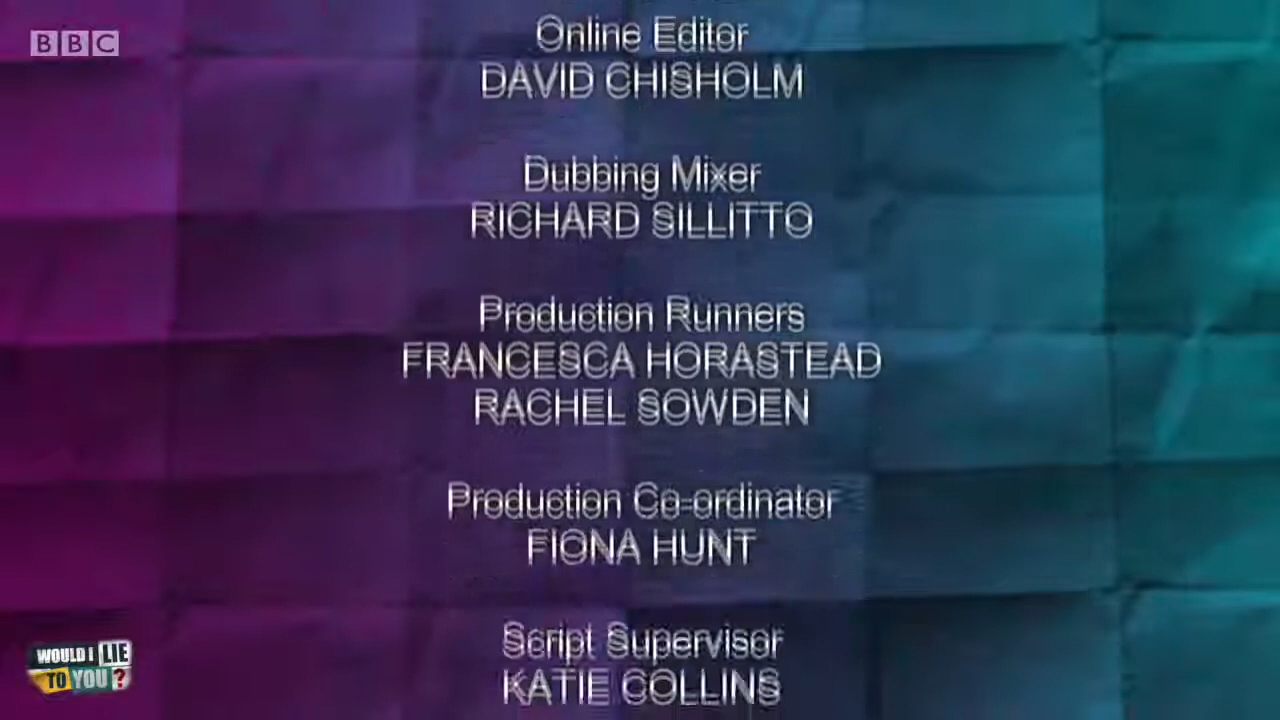 BBC
Online Editor
DAVID CHISHOLM
Dubbing Mixer
RICHARD SILLITTO
Production Runners
FRANCESCA HORASTEAD
RACHEL SOWDEN
Production Co-ordinator
FIONA HUNT
Script Supervisor
KATIE COLLINS
WOULD I LIE
TO YOU?